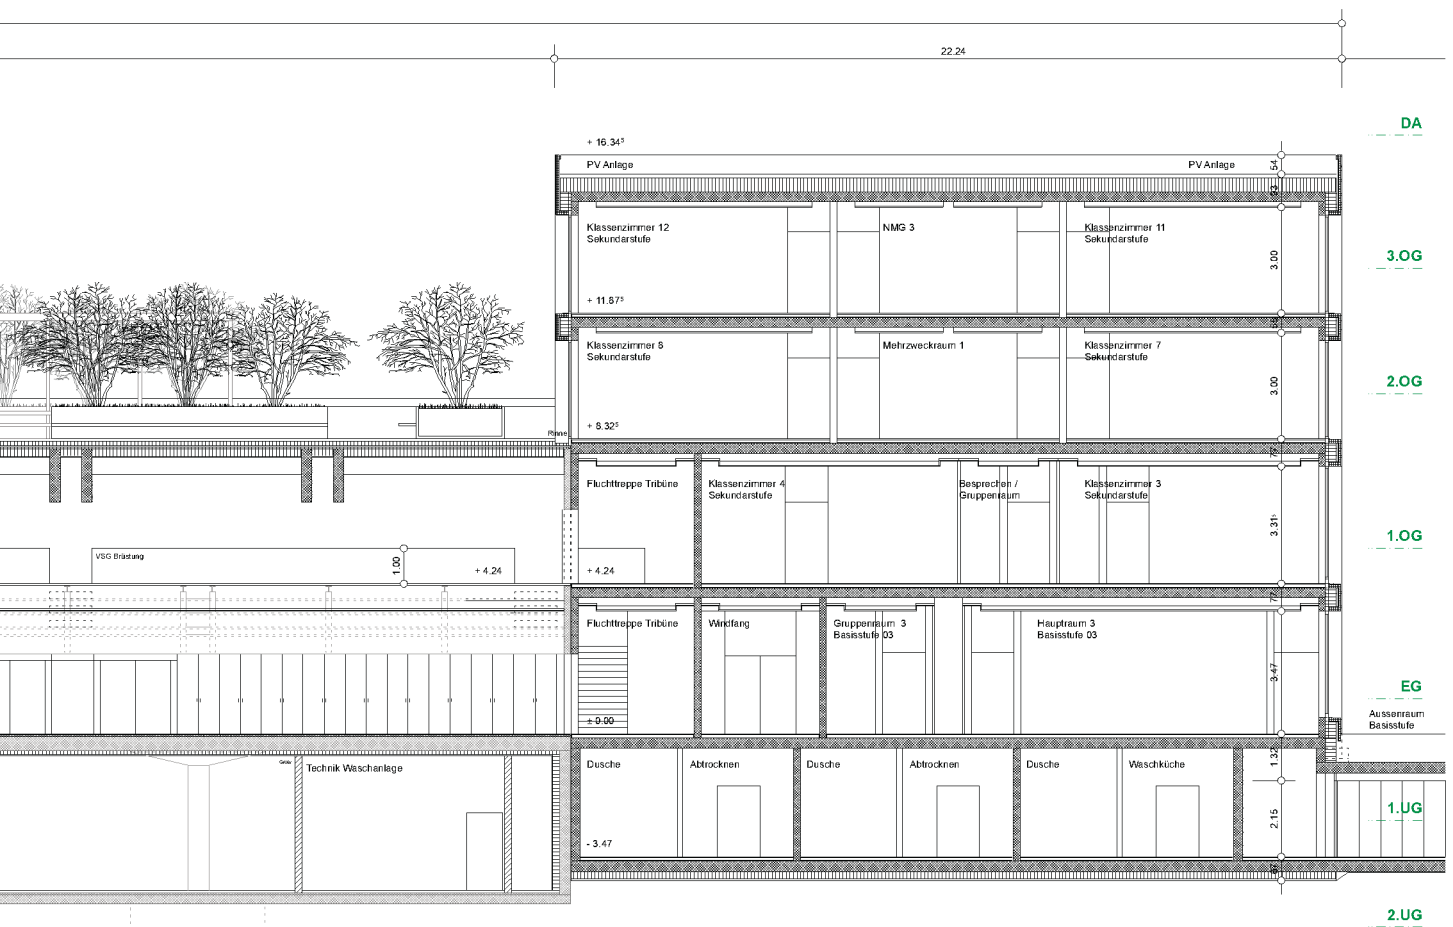 22.24
DA
+ 16.34⁵
PV Anlage
PV Anlage
54
Klassenzimmer 12
Sekundarstufe
NMG 3
Klassenzimmer 11
Sekundarstufe
3.00
3.OG
+ 11.87⁵
Klassenzimmer 8
Sekundarstufe
Mehrzweckraum 1
Klassenzimmer 7
Sekundarstufe
3.00
2.OG
+ 8.32⁵
Rinne
Fluchttreppe Tribüne
Klassenzimmer 4
Sekundarstufe
Besprechen /
Gruppenraum
Klassenzimmer 3
Sekundarstufe
3.31⁵
1.OG
VSG Brüstung
1.00
+ 4.24
+ 4.24
77
Fluchttreppe Tribüne
Windfang
Gruppenraum 3
Basisstufe 03
Hauptraum 3
Basisstufe 03
3.47
EG
± 0.00
Aussenraum
Basisstufe
1.32
Technik Waschanlage
Dusche
Abtrocknen
Dusche
Abtrocknen
Dusche
Waschküche
2.15
1.UG
- 3.47
2.UG